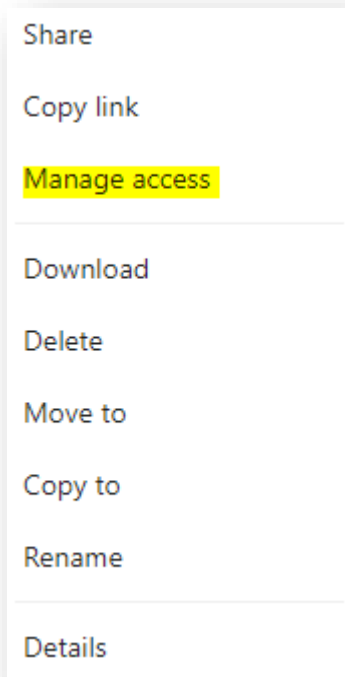 Share
Copy link
Manage access
Download
Delete
Move to
Copy to
Rename
Details